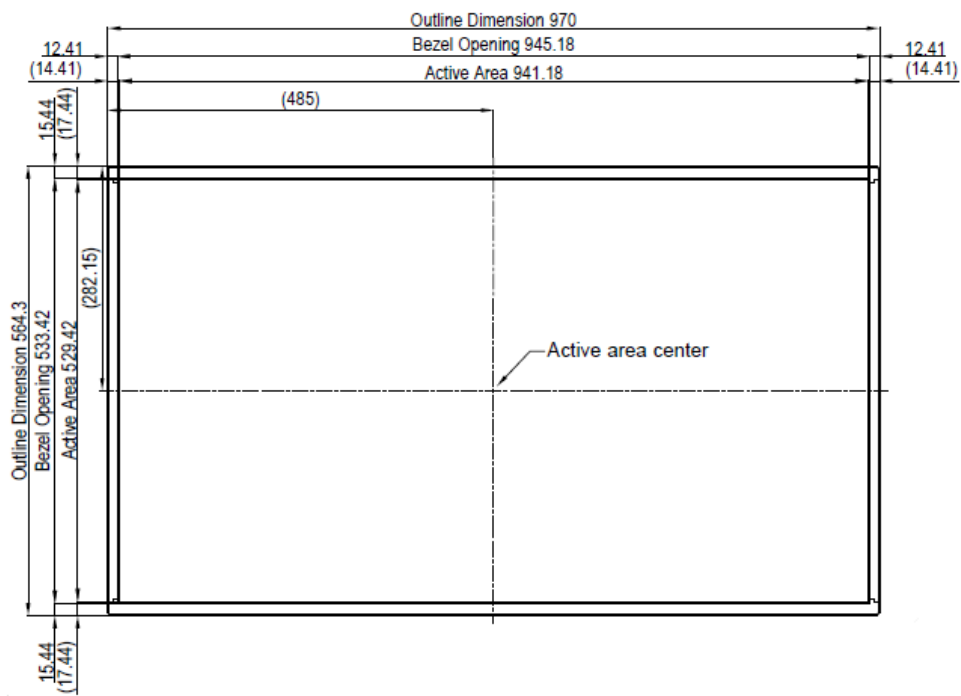 Outline Dimension 970
12.41
Bezel Opening 945.18
12.41
(14.41)
Active Area 941.18
(14.41)
(485)
15.44
(17.44)
(282.15)
Outline Dimension 564.3
Bezel Opening 533.42
Active Area 529.42
Active area center
15.44
(17.44)